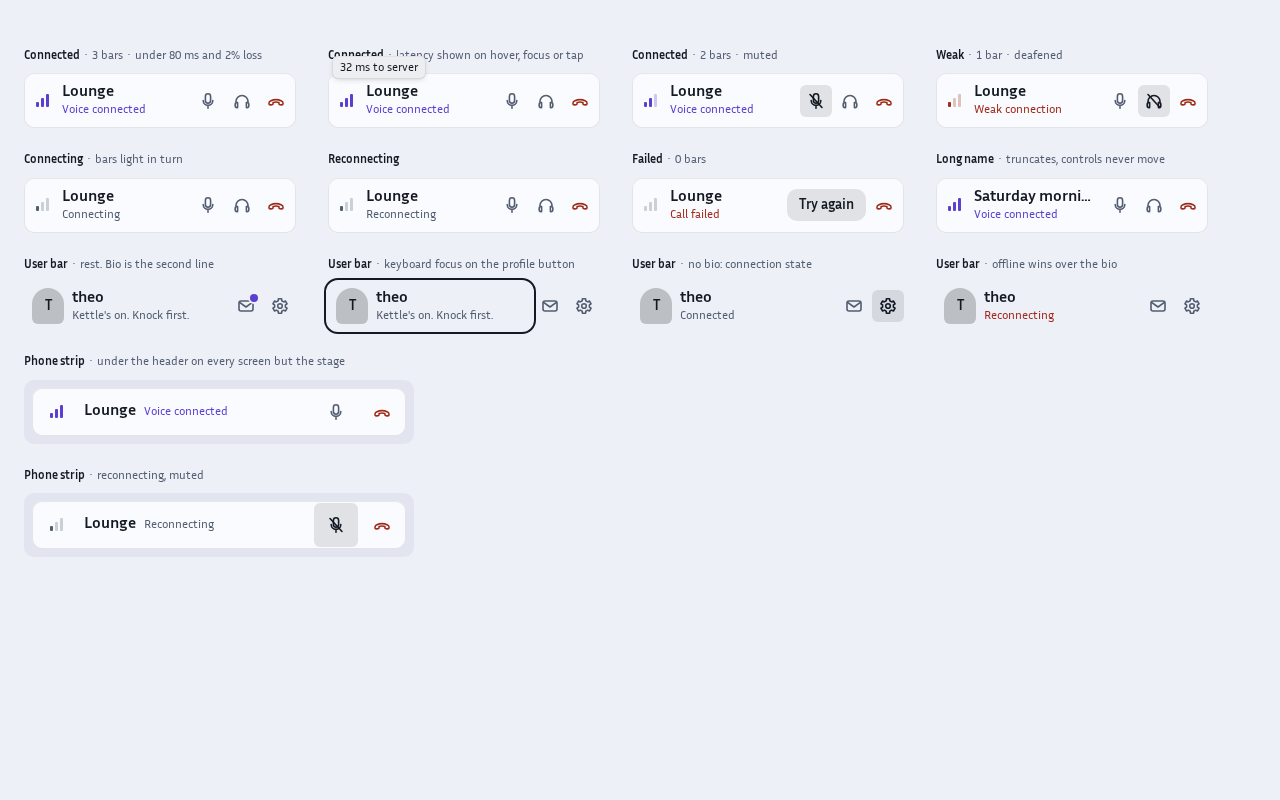 Connected · 3 bars · under 80 ms and 2% loss
Lounge
Voice connected
Connected · latency shown on hover, focus or tap
32 ms to server
Lounge
Voice connected
Connected · 2 bars · muted
Lounge
Voice connected
Weak · 1 bar · deafened
Lounge
Weak connection
Connecting · bars light in turn
Lounge
Connecting
Reconnecting
Lounge
Reconnecting
Failed · 0 bars
Lounge
Call failed
Try again
Long name · truncates, controls never move
Saturday morni...
Voice connected
User bar · rest. Bio is the second line
T
theo
Kettle's on. Knock first.
User bar · keyboard focus on the profile button
T
theo
Kettle's on. Knock first.
User bar · no bio: connection state
T
theo
Connected
User bar · offline wins over the bio
T
theo
Reconnecting
Phone strip · under the header on every screen but the stage
Lounge Voice connected
Phone strip · reconnecting, muted
Lounge Reconnecting